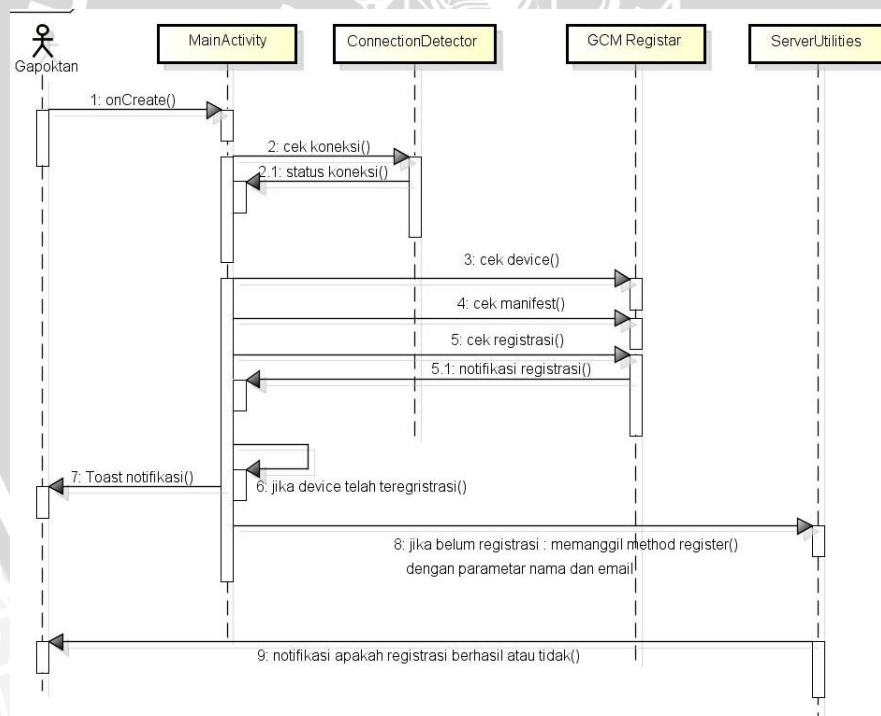 Gapoktan
MainActivity
ConnectionDetector
GCM Registar
ServerUtilities
1: onCreate()
2: cek koneksi()
2.1: status koneksi()
3: cek device()
4: cek manifest()
5: cek registrasi()
5.1: notifikasi registrasi()
7: Toast notifikasi()
6: jika device telah teregristrasi()
8: jika belum registrasi : memanggil method register()
dengan parametar nama dan email
9: notifikasi apakah registrasi berhasil atau tidak()